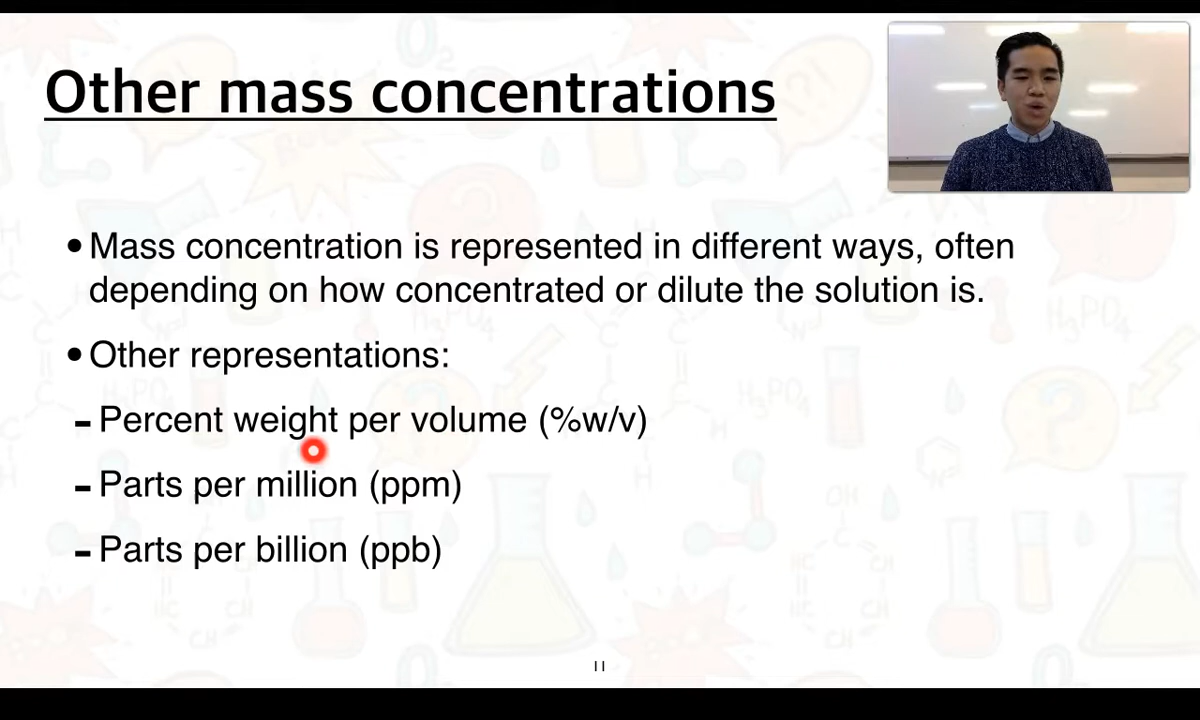 Other mass concentrations
• Mass concentration is represented in different ways, often
depending on how concentrated or dilute the solution is.
• Other representations:
- Percent weight per volume (%w/v)
- Parts per million (ppm)
- Parts per billion (ppb)
11